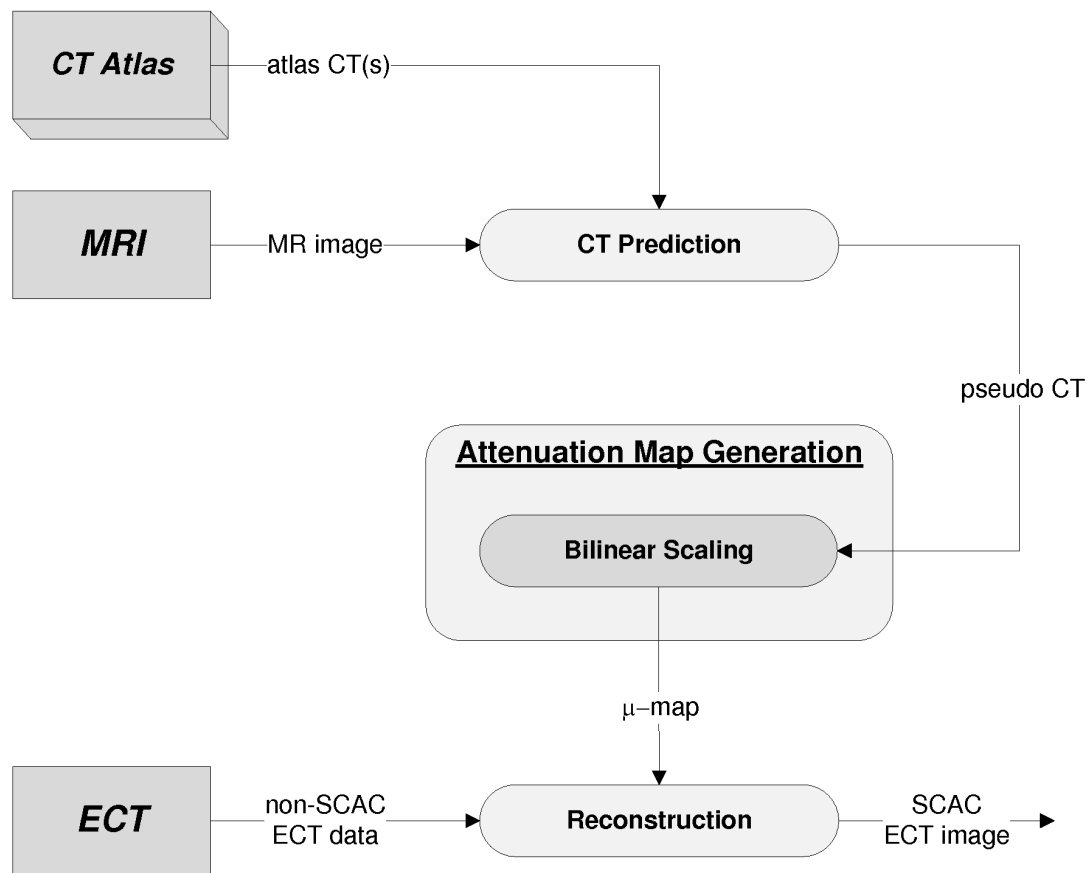 CT Atlas
atlas CT(s)
MRI
MR image
CT Prediction
pseudo CT
Attenuation Map Generation
Bilinear Scaling
μ–map
ECT
non-SCAC
ECT data
Reconstruction
SCAC
ECT image